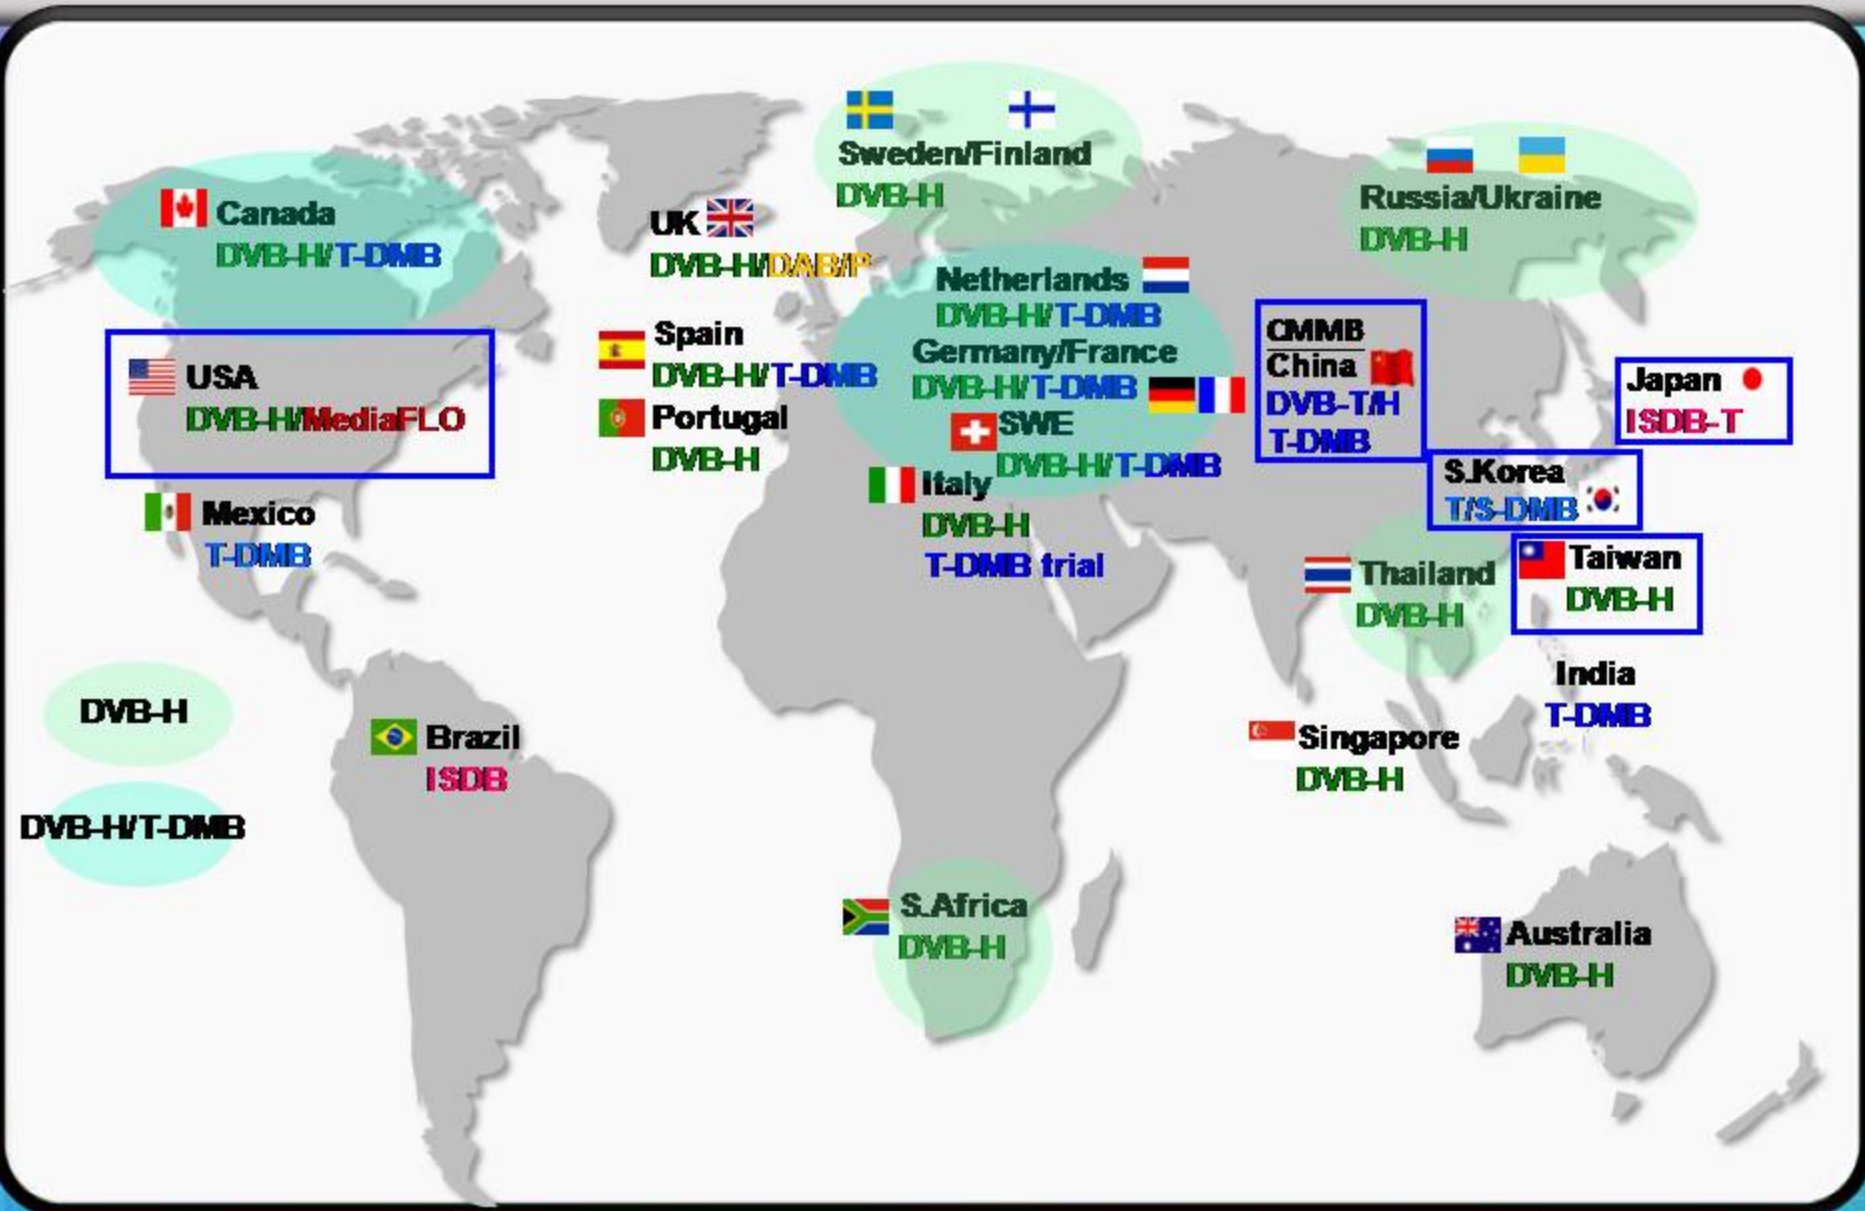 Sweden/Finland
DVB-H
Russia/Ukraine
DVB-H
Canada
DVB-H/T-DMB
UK
DVB-H/DAB/P
Netherlands
DVB-H/T-DMB
Germany/France
DVB-H/T-DMB
SWE
DVB-H/T-DMB
Spain
DVB-H/T-DMB
Portugal
DVB-H
Italy
DVB-H
T-DMB trial
USA
DVB-H/MediaFLO
Mexico
T-DMB
CMMB
China
DVB-T/H
T-DMB
Japan
ISDB-T
S.Korea
T/S-DMB
Taiwan
DVB-H
Thailand
DVB-H
India
T-DMB
Singapore
DVB-H
DVB-H
DVB-H/T-DMB
Brazil
ISDB
S.Africa
DVB-H
Australia
DVB-H